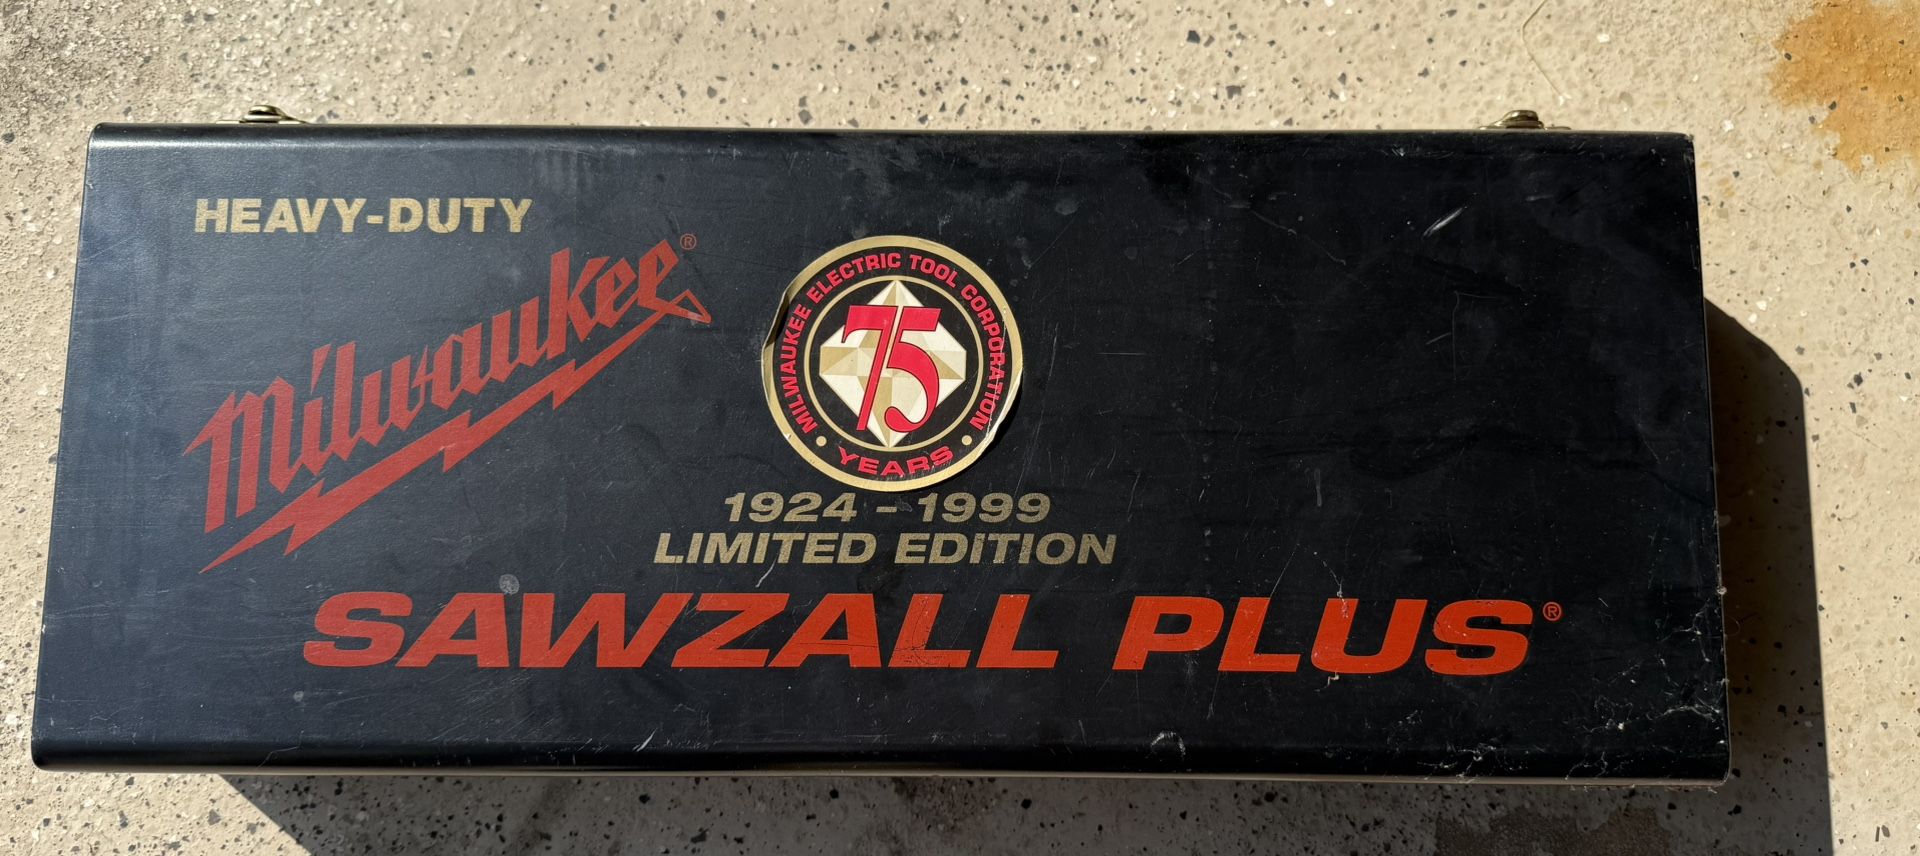 HEAVY-DUTY
Milwaukee®
MILWAUKEE ELECTRIC TOOL CORPORATION
75
• YEARS •
1924 - 1999
LIMITED EDITION
SAWZALL PLUS®